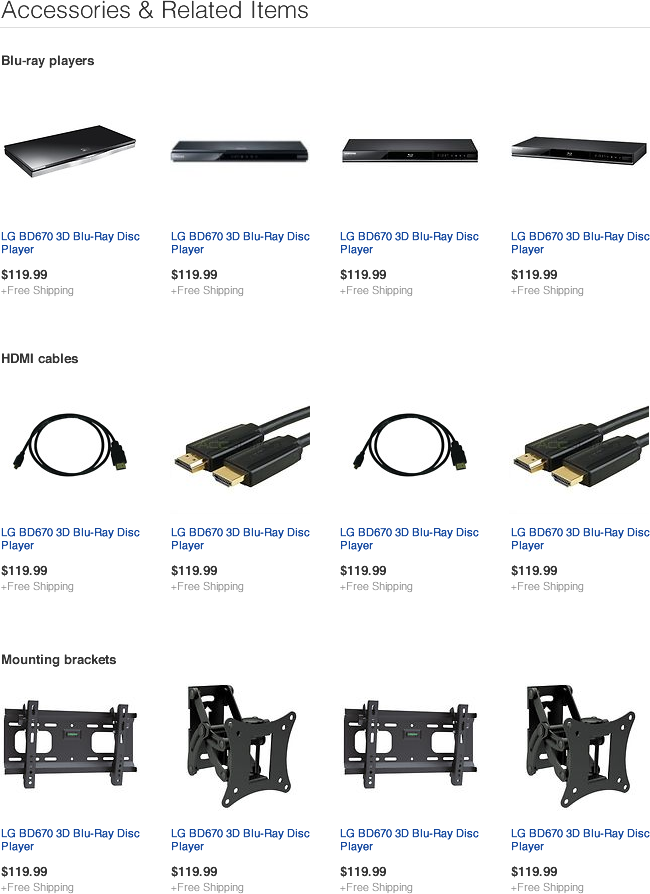 Accessories & Related Items
Blu-ray players
LG BD670 3D Blu-Ray Disc Player
$119.99
+Free Shipping
LG BD670 3D Blu-Ray Disc Player
$119.99
+Free Shipping
LG BD670 3D Blu-Ray Disc Player
$119.99
+Free Shipping
LG BD670 3D Blu-Ray Disc Player
$119.99
+Free Shipping
HDMI cables
LG BD670 3D Blu-Ray Disc Player
$119.99
+Free Shipping
LG BD670 3D Blu-Ray Disc Player
$119.99
+Free Shipping
LG BD670 3D Blu-Ray Disc Player
$119.99
+Free Shipping
LG BD670 3D Blu-Ray Disc Player
$119.99
+Free Shipping
Mounting brackets
LG BD670 3D Blu-Ray Disc Player
$119.99
+Free Shipping
LG BD670 3D Blu-Ray Disc Player
$119.99
+Free Shipping
LG BD670 3D Blu-Ray Disc Player
$119.99
+Free Shipping
LG BD670 3D Blu-Ray Disc Player
$119.99
+Free Shipping